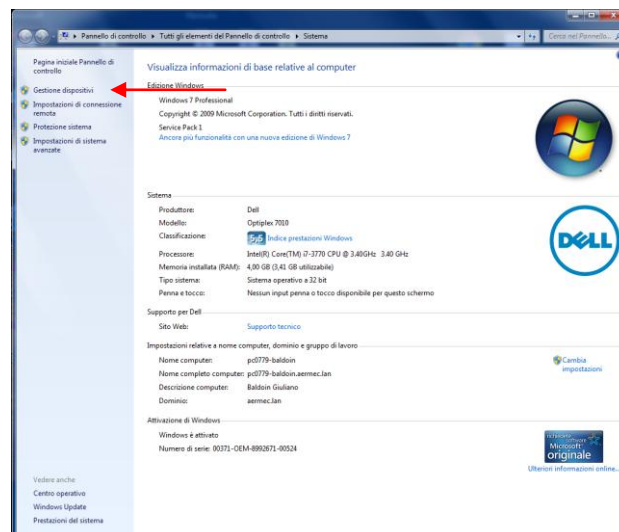 Pannello di controllo
Tutti gli elementi del Pannello di controllo
Sistema
Cerca nel Pannello...
Pagina iniziale Pannello di
controllo
Gestione dispositivi
Impostazioni di connessione
remota
Protezione sistema
Impostazioni di sistema
avanzate
Visualizza informazioni di base relative al computer
Edizione Windows
Windows 7 Professional
Copyright © 2009 Microsoft Corporation. Tutti i diritti riservati.
Service Pack 1
Ancora più funzionalità con una nuova edizione di Windows 7
Sistema
Produttore: Dell
Modello: Optiplex 7010
Classificazione: 5,5 Indice prestazioni Windows
Processore: Intel(R) Core(TM) i7-3770 CPU @ 3.40GHz 3.40 GHz
Memoria installata (RAM): 4,00 GB (3,41 GB utilizzabile)
Tipo sistema: Sistema operativo a 32 bit
Penna e tocco: Nessun input penna o tocco disponibile per questo schermo
DELL
Supporto per Dell
Sito Web: Supporto tecnico
Impostazioni relative a nome computer, dominio e gruppo di lavoro
Nome computer: pc0779-baldoin
Nome completo computer: pc0779-baldoin.aermec.lan
Descrizione computer: Baldoin Giuliano
Dominio: aermec.lan
Cambia
impostazioni
Attivazione di Windows
Windows è attivato
Numero di serie: 00371-OEM-8992671-00524
richiedete
software
Microsoft
originale
Ulteriori informazioni online...
Vedere anche
Centro operativo
Windows Update
Prestazioni del sistema